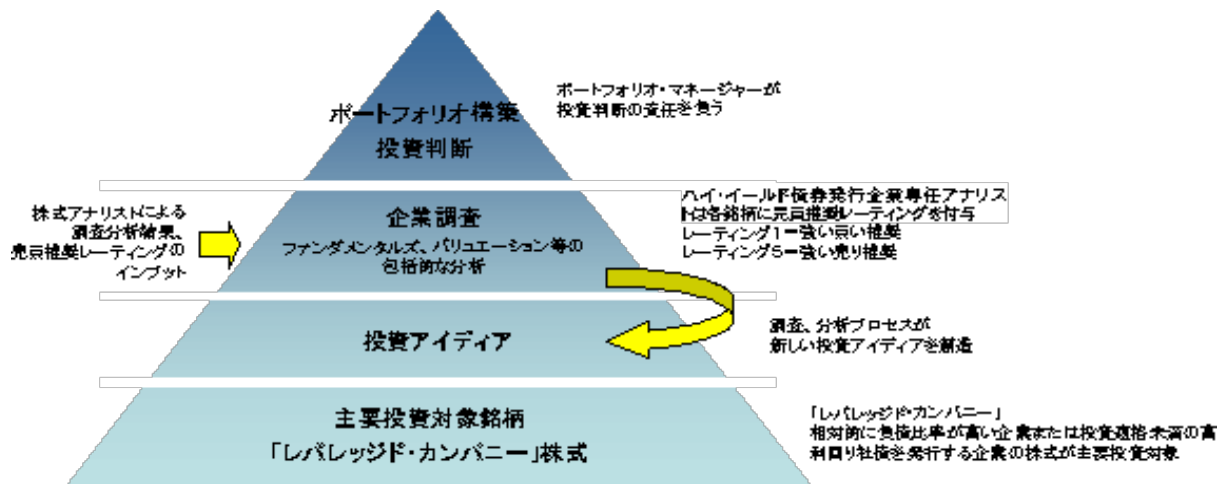 ポートフォリオ構築
投資判断
ポートフォリオ・マネージャーが
投資判断の責任を負う
株式アナリストによる
調査分析結果、
売買推奨レーティングの
インプット
企業調査
ファンダメンタルズ、バリュエーション等の
包括的な分析
ハイ・イールド債券発行企業専任アナリス
トは各銘柄に売買推奨レーティングを付与
レーティング1=強い買い推奨
レーティング5=強い売り推奨
投資アイディア
調査、分析プロセスが
新しい投資アイディアを創造
主要投資対象銘柄
「レバレッジド・カンパニー」株式
「レバレッジド・カンパニー」
相対的に負債比率が高い企業または投資適格未満の高
利回り社債を発行する企業の株式が主要投資対象